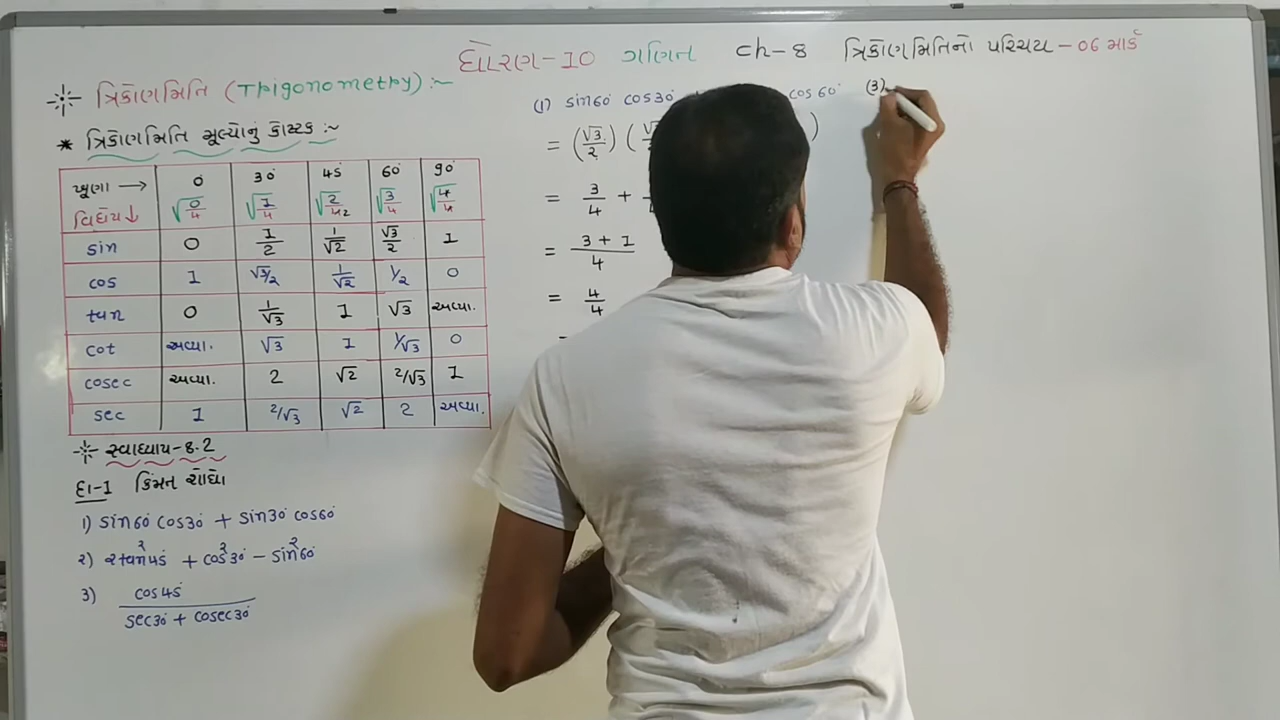 ધોરણ-10 ગણિત ch-8 ત્રિકોણમિતિનો પરિચય - 06 માર્ક
ત્રિકોણમિતિ (Trigonometry) :-
* ત્રિકોણમિતિ મૂલ્યોનું કોષ્ટક :-
ખૂણા → 0° 30° 45° 60° 90°
વિધેય↓ √0/4 √1/4 √2/4₂ √3/4 √4/4
sin 0 1/2 1/√2 √3/2 1
cos 1 √3/2 1/√2 1/2 0
tan 0 1/√3 1 √3 અવ્યા.
cot અવ્યા. √3 1 1/√3 0
cosec અવ્યા. 2 √2 2/√3 1
sec 1 2/√3 √2 2 અવ્યા.
સ્વાધ્યાય-8.2
દા-1 કિંમત શોધો
1) sin60° cos30° + sin30° cos60°
2) 2tan²45° + cos²30° - sin²60°
3) cos45° / sec30° + cosec30°
(1) sin60° cos30° cos60°
= (√3/2) (√3 )
= 3/4 +
= 3 + 1 / 4
= 4/4
=
(3)